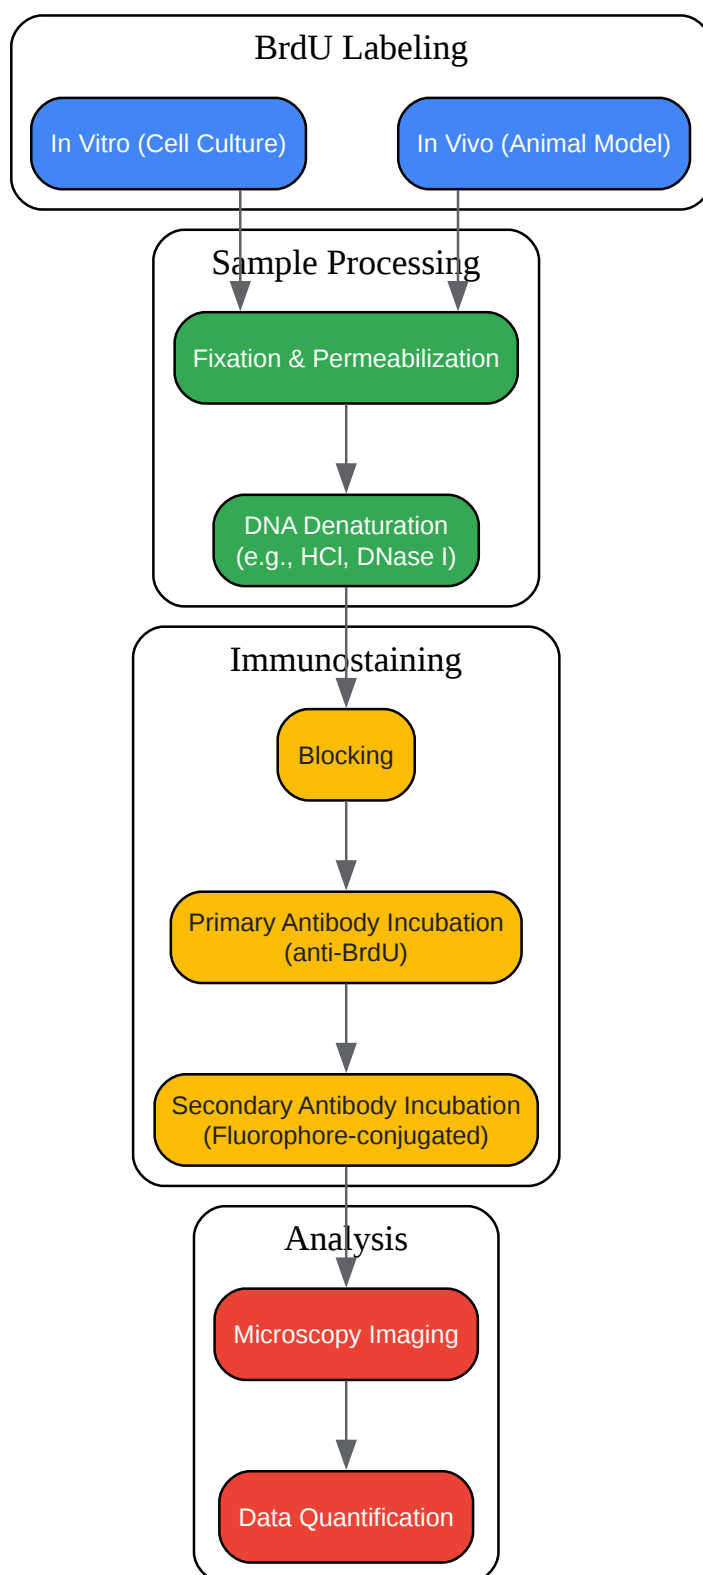 BrdU Labeling
In Vitro (Cell Culture)
In Vivo (Animal Model)
Sample Processing
Fixation & Permeabilization
DNA Denaturation
(e.g., HCl, DNase I)
Immunostaining
Blocking
Primary Antibody Incubation
(anti-BrdU)
Secondary Antibody Incubation
(Fluorophore-conjugated)
Analysis
Microscopy Imaging
Data Quantification